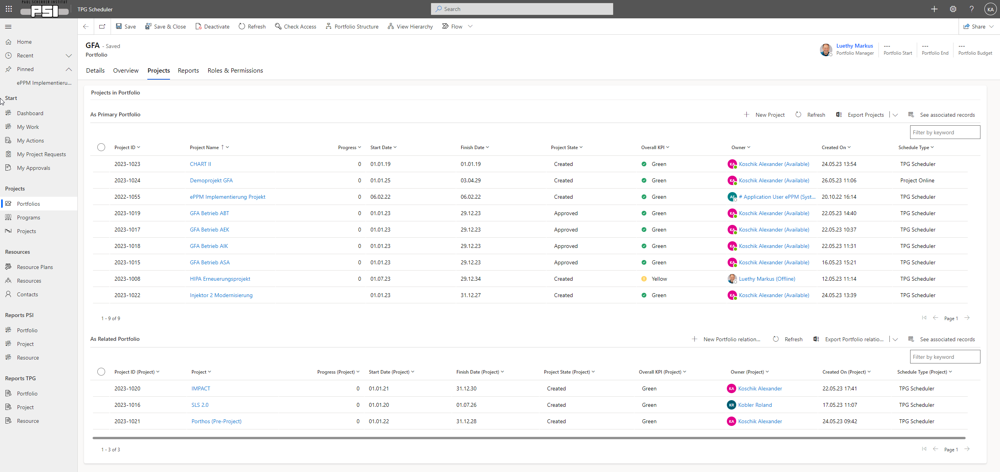 PAUL SCHERRER INSTITUT
PSI
TPG Scheduler
Search
KA
Save
Save & Close
Deactivate
Refresh
Check Access
Portfolio Structure
View Hierarchy
Flow
Share
Home
Recent
Pinned
ePPM Implementieru...
Start
Dashboard
My Work
My Actions
My Project Requests
My Approvals
Projects
Portfolios
Programs
Projects
Resources
Resource Plans
Resources
Contacts
Reports PSI
Portfolio
Project
Resource
Reports TPG
Portfolio
Project
Resource
GFA - Saved
Portfolio
Luethy Markus
Portfolio Manager
---
Portfolio Start
---
Portfolio End
---
Portfolio Budget
Details Overview Projects Reports Roles & Permissions
Projects in Portfolio
As Primary Portfolio
New Project Refresh Export Projects See associated records
Filter by keyword
Project ID Project Name ↑ Progress Start Date Finish Date Project State Overall KPI Owner Created On Schedule Type
2023-1023 CHART II 0 01.01.19 01.01.19 Created Green KA Koschik Alexander (Available) 24.05.23 13:54 TPG Scheduler
2023-1024 Demoprojekt GFA 0 01.01.25 03.04.29 Created Green KA Koschik Alexander (Available) 26.05.23 11:06 Project Online
2022-1055 ePPM Implementierung Projekt 0 06.02.22 06.02.22 Created Green # Application User ePPM (Syst... 20.10.22 16:14 TPG Scheduler
2023-1019 GFA Betrieb ABT 0 01.01.23 29.12.23 Approved Green KA Koschik Alexander (Available) 22.05.23 14:40 TPG Scheduler
2023-1017 GFA Betrieb AEK 0 01.01.23 29.12.23 Approved Green KA Koschik Alexander (Available) 22.05.23 10:37 TPG Scheduler
2023-1018 GFA Betrieb AIK 0 01.01.23 29.12.23 Approved Green KA Koschik Alexander (Available) 22.05.23 11:31 TPG Scheduler
2023-1015 GFA Betrieb ASA 0 01.01.23 29.12.23 Approved Green KA Koschik Alexander (Available) 16.05.23 15:21 TPG Scheduler
2023-1008 HIPA Erneuerungsprojekt 0 01.07.23 29.12.34 Created Yellow Luethy Markus (Offline) 12.05.23 11:14 TPG Scheduler
2023-1022 Injektor 2 Modernisierung 01.01.23 31.12.27 Created Green KA Koschik Alexander (Available) 24.05.23 13:39 TPG Scheduler
1 - 9 of 9
Page 1
As Related Portfolio
New Portfolio relation... Refresh Export Portfolio relatio... See associated records
Filter by keyword
Project ID (Project) Project Progress (Project) Start Date (Project) Finish Date (Project) Project State (Project) Overall KPI (Project) Owner (Project) Created On (Project) Schedule Type (Project)
2023-1020 IMPACT 0 01.01.21 31.12.30 Created Green KA Koschik Alexander 22.05.23 17:41 TPG Scheduler
2023-1016 SLS 2.0 0 01.01.20 01.07.26 Created Green KR Kobler Roland 17.05.23 11:07 TPG Scheduler
2023-1021 Porthos (Pre-Project) 0 01.01.22 31.12.28 Created Green KA Koschik Alexander 24.05.23 09:42 TPG Scheduler
1 - 3 of 3
Page 1